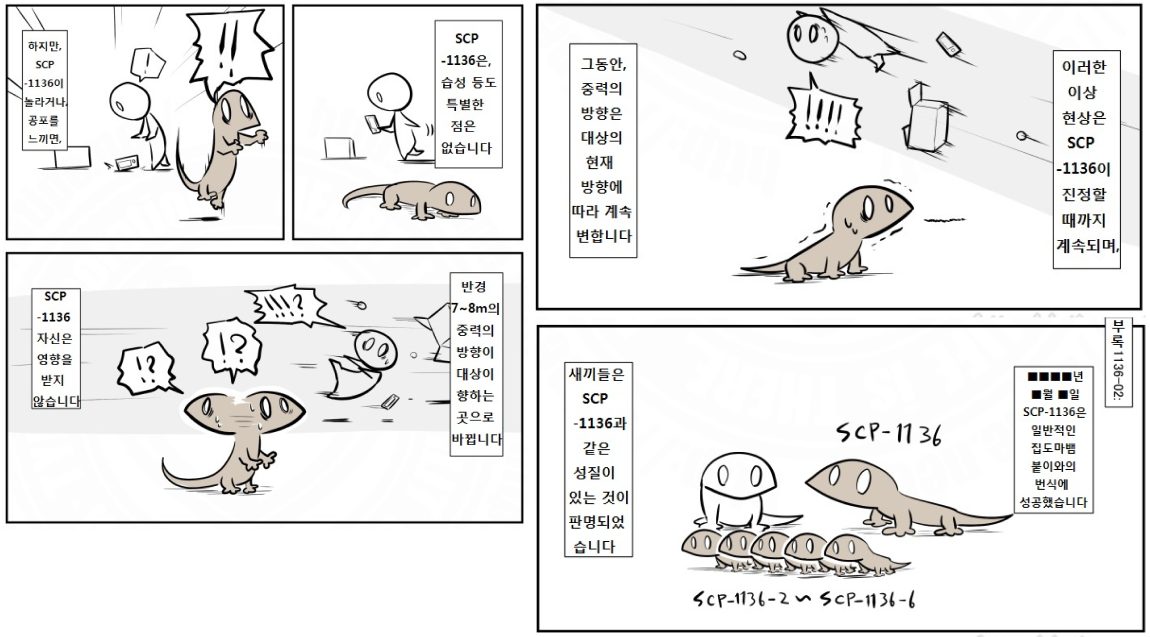 SCP
-1136은,
습성 등도
특별한
점은
없습니다
하지만,
SCP
-1136이
놀라거나,
공포를
느끼면,
!
!!
반경
7~8m의
중력의
방향이
대상이
향하는
곳으로
바뀝니다
!!!!?
!?
!?
SCP
-1136
자신은
영향을
받지
않습니다
이러한
이상
현상은
SCP
-1136이
진정할
때까지
계속되며,
!!!!
그동안,
중력의
방향은
대상의
현재
방향에
따라 계속
변합니다
부록 1136-02:
■■■■년
■월 ■일
SCP-1136은
일반적인
집도마뱀
붙이와의
번식에
성공했습니다
SCP-1136
새끼들은
SCP
-1136과
같은
성질이
있는 것이
판명되었
습니다
SCP-1136-2 ~ SCP-1136-6